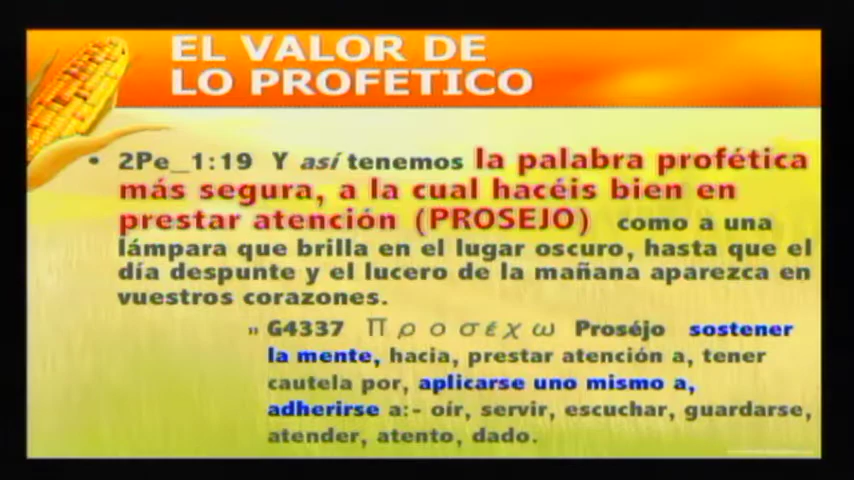 EL VALOR DE
LO PROFETICO
• 2Pe_1:19 Y así tenemos la palabra profética
más segura, a la cual hacéis bien en
prestar atención (PROSEJO) como a una
lámpara que brilla en el lugar oscuro, hasta que el
día despunte y el lucero de la mañana aparezca en
vuestros corazones.
» G4337 Π ρ ο σ έ χ ω Proséjo sostener
la mente, hacia, prestar atención a, tener
cautela por, aplicarse uno mismo a,
adherirse a:- oír, servir, escuchar, guardarse,
atender, atento, dado.